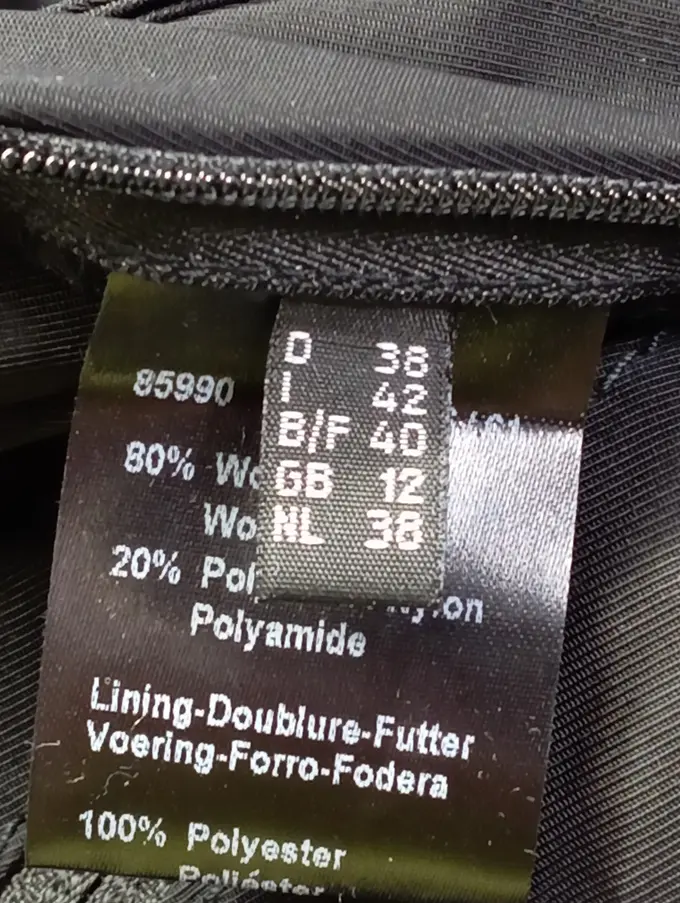 D 38
I 42
B/F 40
GB 12
NL 38
85990
80%
20%
Polyamide
Lining-Doublure-Futter
Voering-Forro-Fodera
100% Polyester
Poliéster